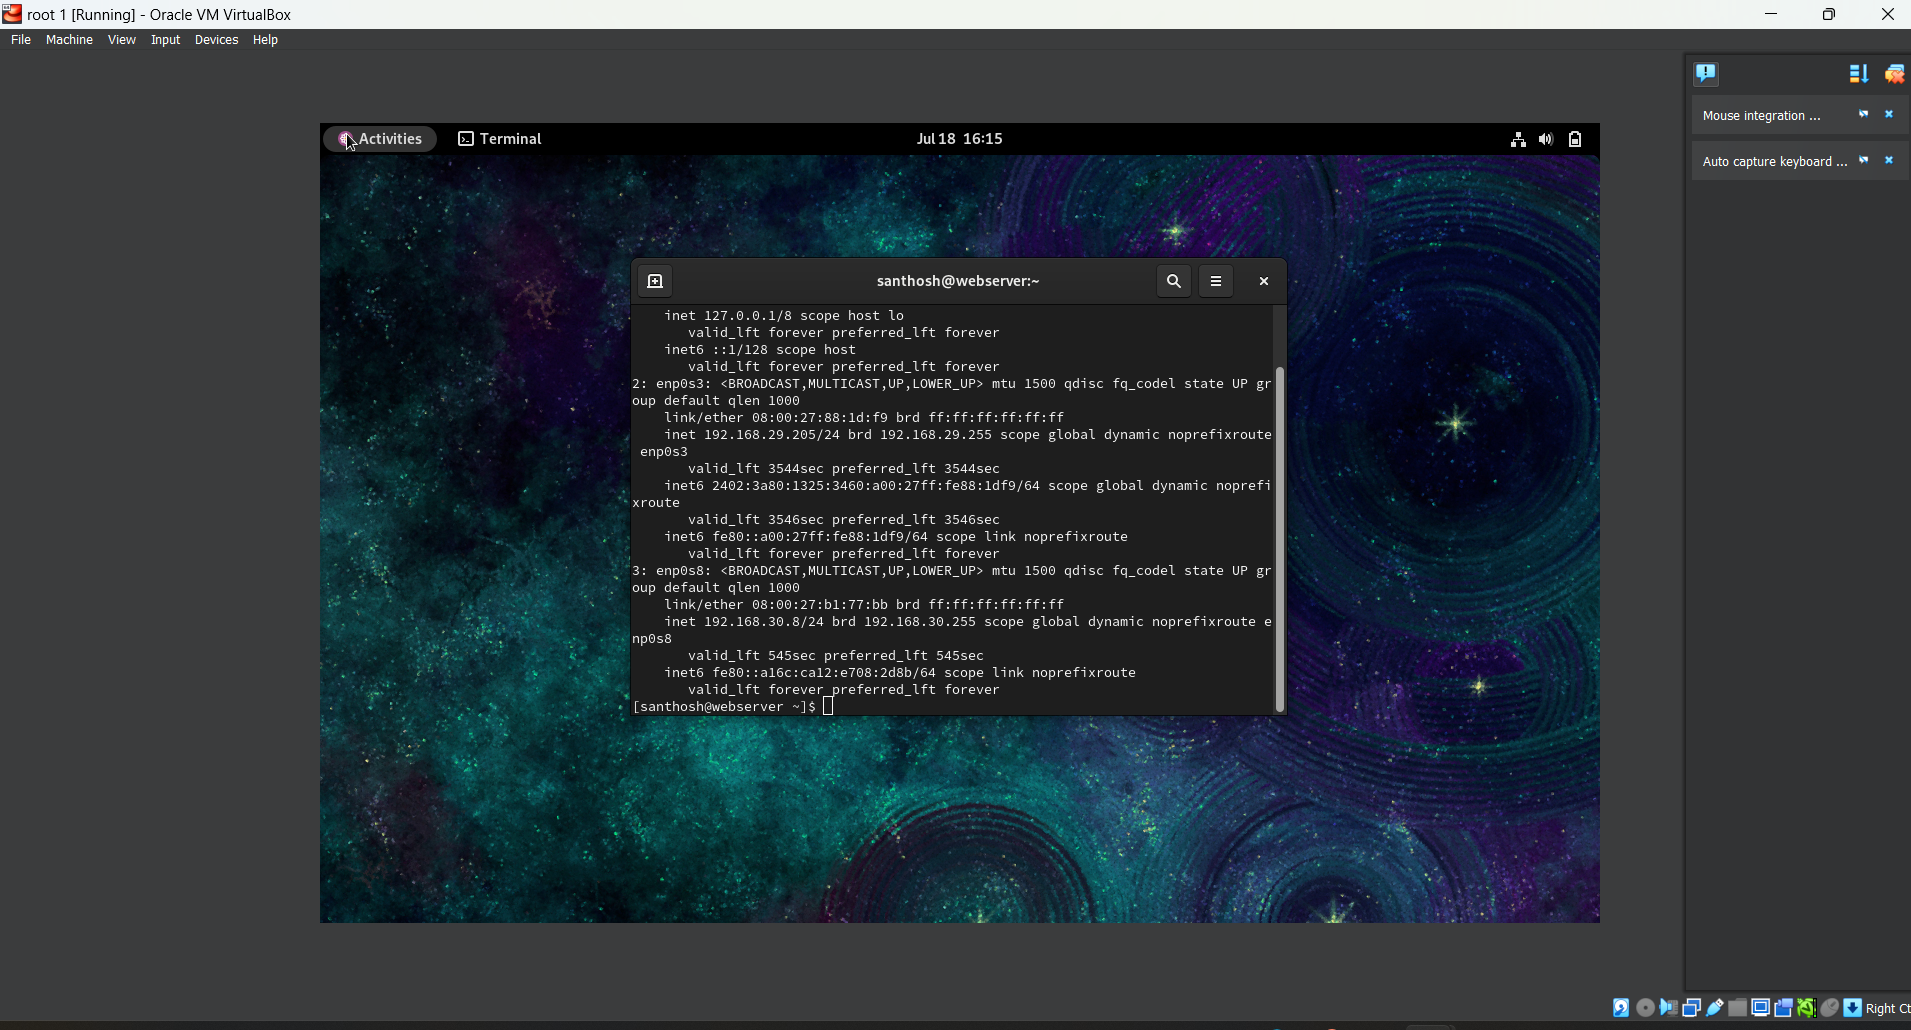 root 1 [Running] - Oracle VM VirtualBox
File Machine View Input Devices Help
Mouse integration ...
Auto capture keyboard ...
Activities Terminal Jul 18 16:15
santhosh@webserver:~
inet 127.0.0.1/8 scope host lo
valid_lft forever preferred_lft forever
inet6 ::1/128 scope host
valid_lft forever preferred_lft forever
2: enp0s3: <BROADCAST,MULTICAST,UP,LOWER_UP> mtu 1500 qdisc fq_codel state UP gr
oup default qlen 1000
link/ether 08:00:27:88:1d:f9 brd ff:ff:ff:ff:ff:ff
inet 192.168.29.205/24 brd 192.168.29.255 scope global dynamic noprefixroute
enp0s3
valid_lft 3544sec preferred_lft 3544sec
inet6 2402:3a80:1325:3460:a00:27ff:fe88:1df9/64 scope global dynamic noprefi
xroute
valid_lft 3546sec preferred_lft 3546sec
inet6 fe80::a00:27ff:fe88:1df9/64 scope link noprefixroute
valid_lft forever preferred_lft forever
3: enp0s8: <BROADCAST,MULTICAST,UP,LOWER_UP> mtu 1500 qdisc fq_codel state UP gr
oup default qlen 1000
link/ether 08:00:27:b1:77:bb brd ff:ff:ff:ff:ff:ff
inet 192.168.30.8/24 brd 192.168.30.255 scope global dynamic noprefixroute e
np0s8
valid_lft 545sec preferred_lft 545sec
inet6 fe80::a16c:ca12:e708:2d8b/64 scope link noprefixroute
valid_lft forever preferred_lft forever
[santhosh@webserver ~]$
Right Ct